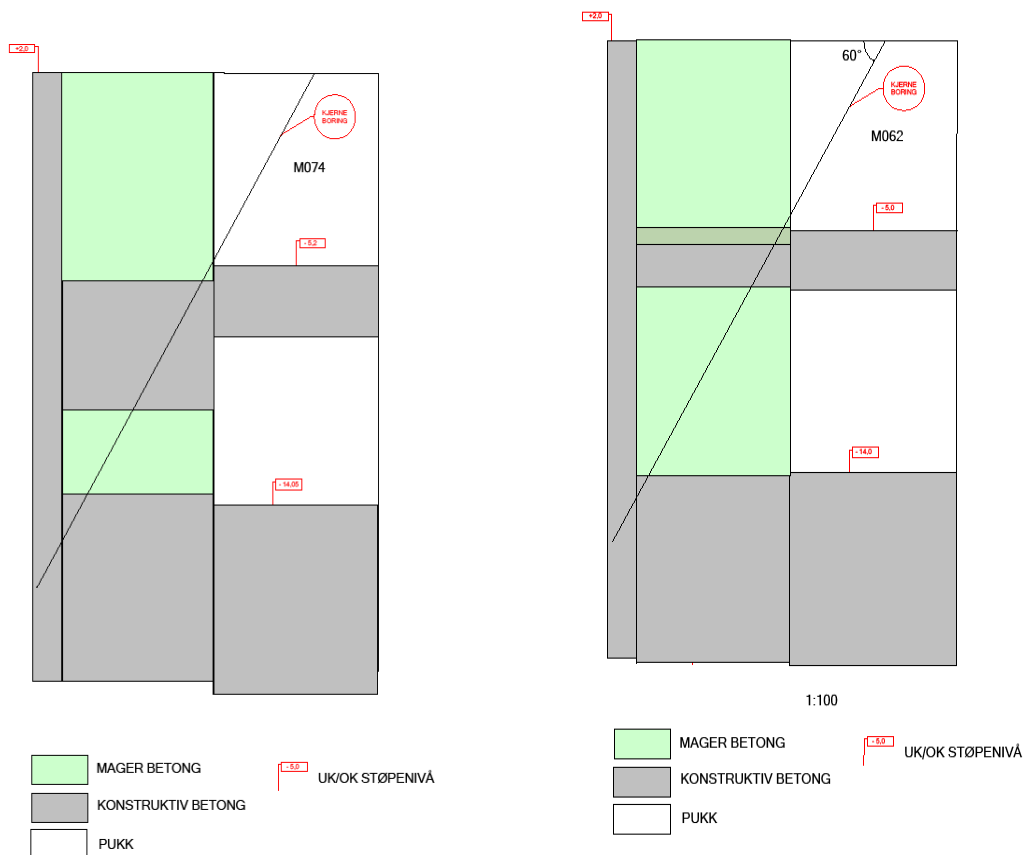 +2,0
KJERNE
BORING
M074
- 5,2
- 14,05
MAGER BETONG
KONSTRUKTIV BETONG
PUKK
- 5,0
UK/OK STØPENIVÅ
+2,0
60°
KJERNE
BORING
M062
- 5,0
- 14,0
1:100
MAGER BETONG
KONSTRUKTIV BETONG
PUKK
- 5,0
UK/OK STØPENIVÅ